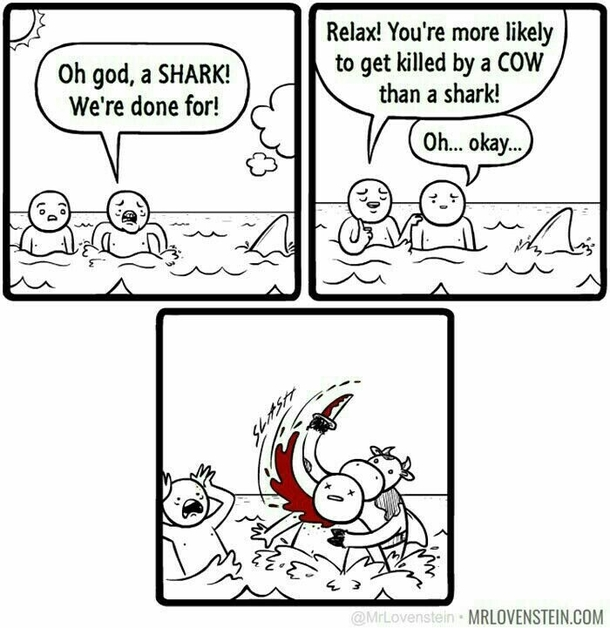 Oh god, a SHARK!
We're done for!
Relax! You're more likely
to get killed by a COW
than a shark!
Oh... okay...
SLASH
@MrLovenstein • MRLOVENSTEIN.COM